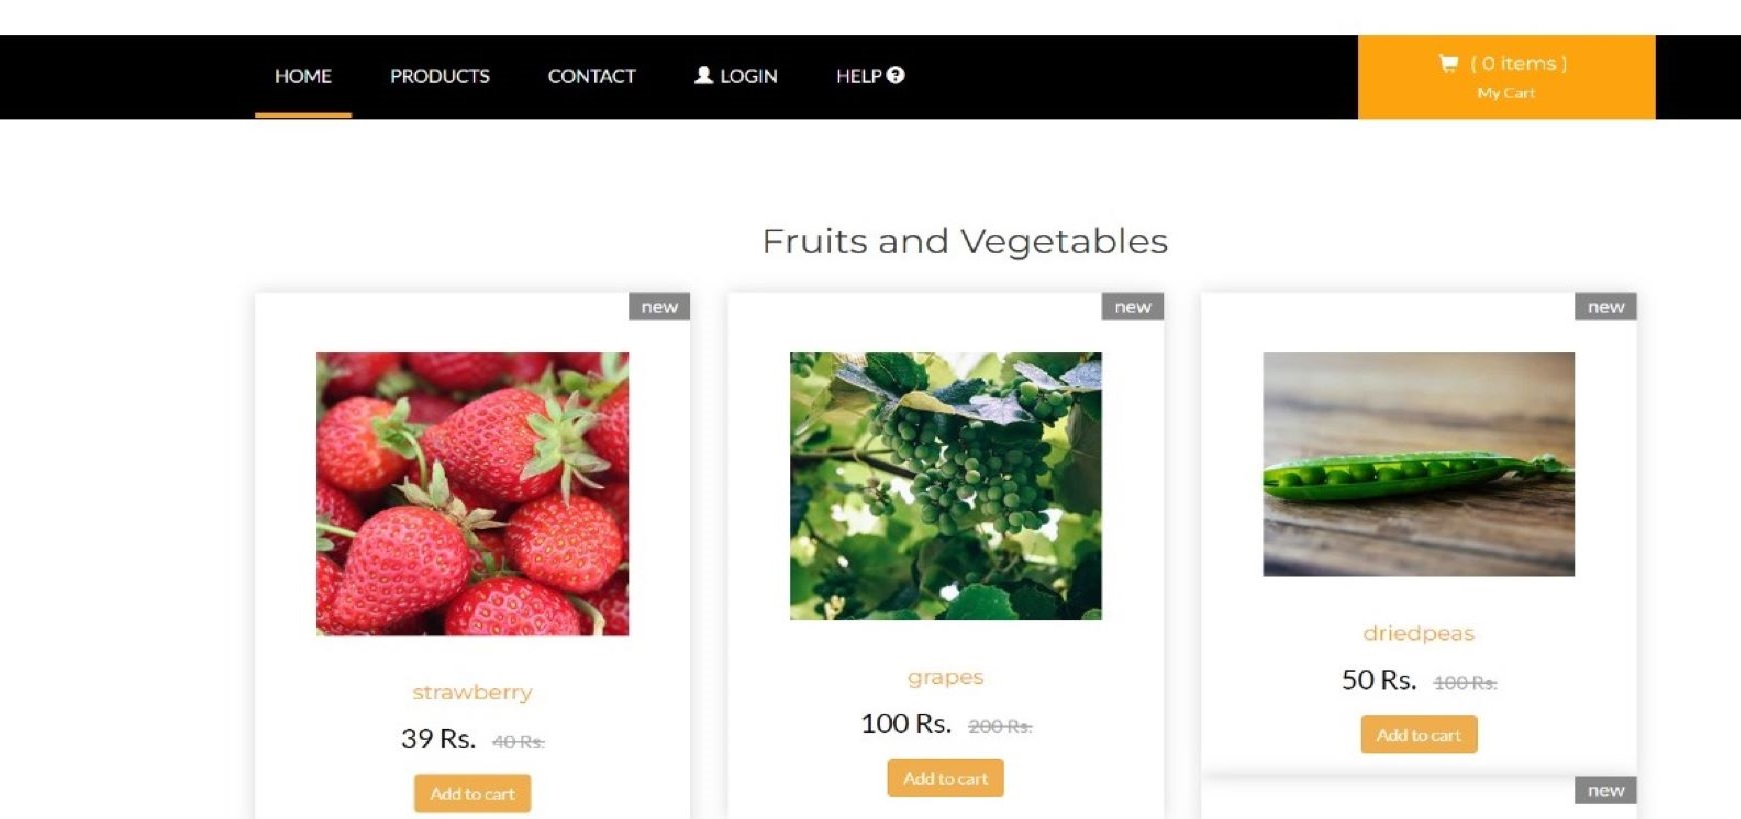 HOME PRODUCTS CONTACT LOGIN HELP
( 0 items )
My Cart
Fruits and Vegetables
new
strawberry
39 Rs. 40 Rs.
Add to cart
new
grapes
100 Rs. 200 Rs.
Add to cart
new
driedpeas
50 Rs. 100 Rs.
Add to cart
new